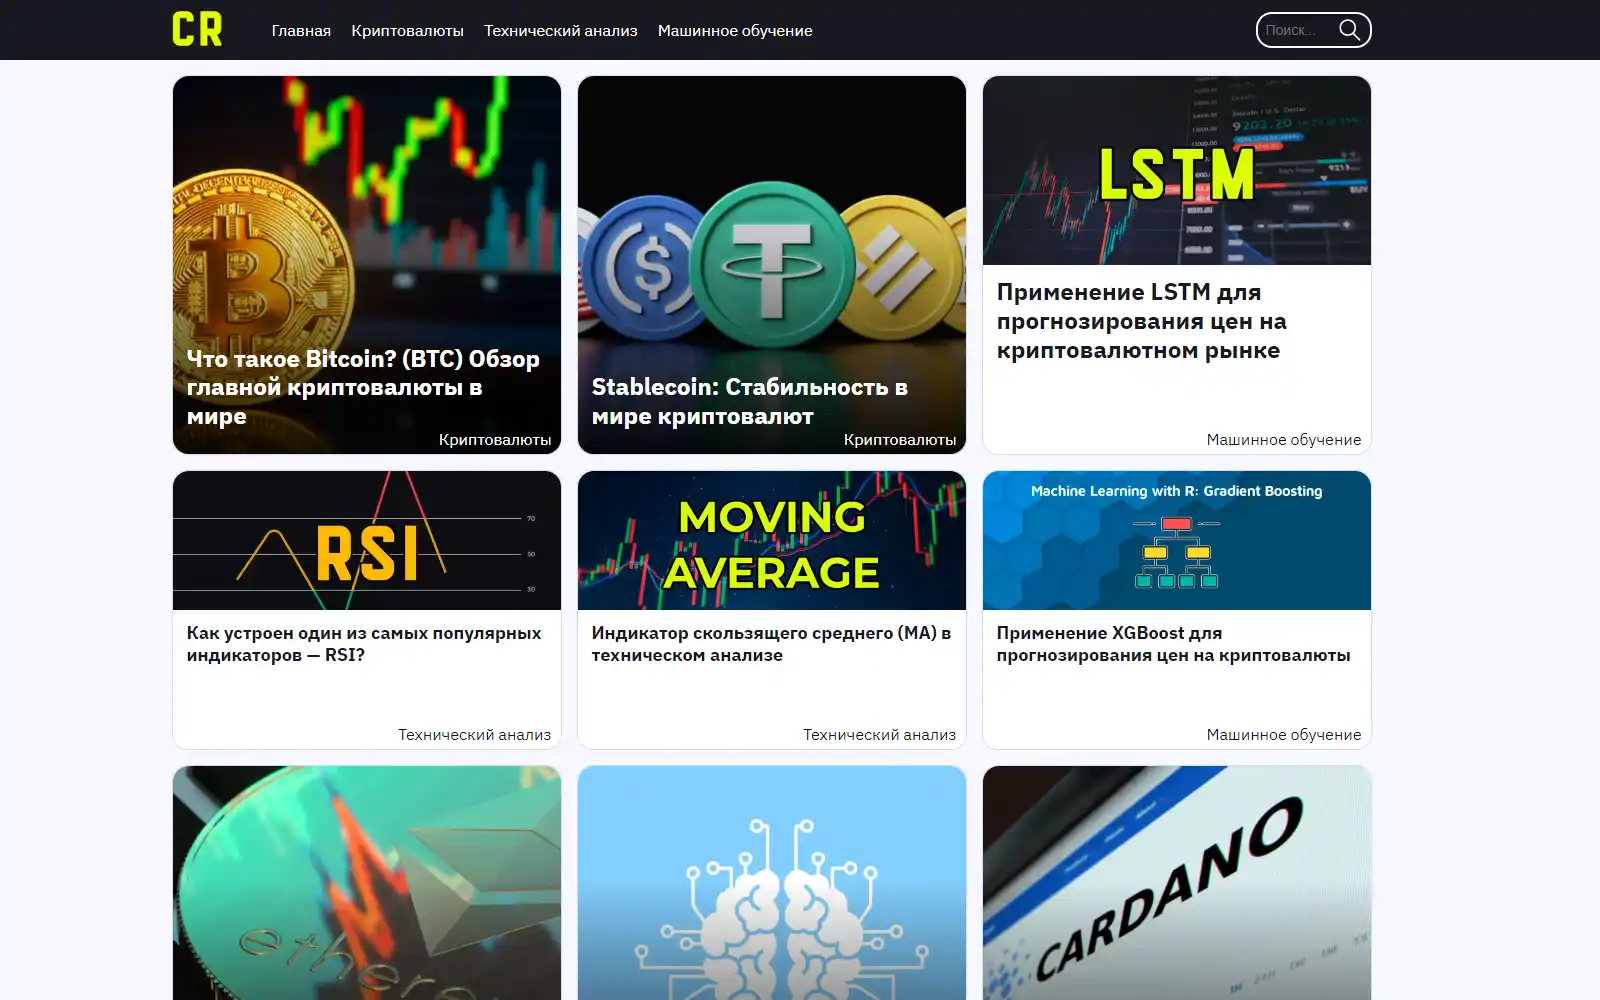 CR
Главная
Криптовалюты
Технический анализ
Машинное обучение
Поиск...
Что такое Bitcoin? (BTC) Обзор
главной криптовалюты в
мире
Криптовалюты
Stablecoin: Стабильность в
мире криптовалют
Криптовалюты
LSTM
Применение LSTM для
прогнозирования цен на
криптовалютном рынке
Машинное обучение
70
50
30
RSI
Как устроен один из самых популярных
индикаторов — RSI?
Технический анализ
MOVING
AVERAGE
Индикатор скользящего среднего (MA) в
техническом анализе
Технический анализ
Machine Learning with R: Gradient Boosting
Применение XGBoost для
прогнозирования цен на криптовалюты
Машинное обучение
CARDANO